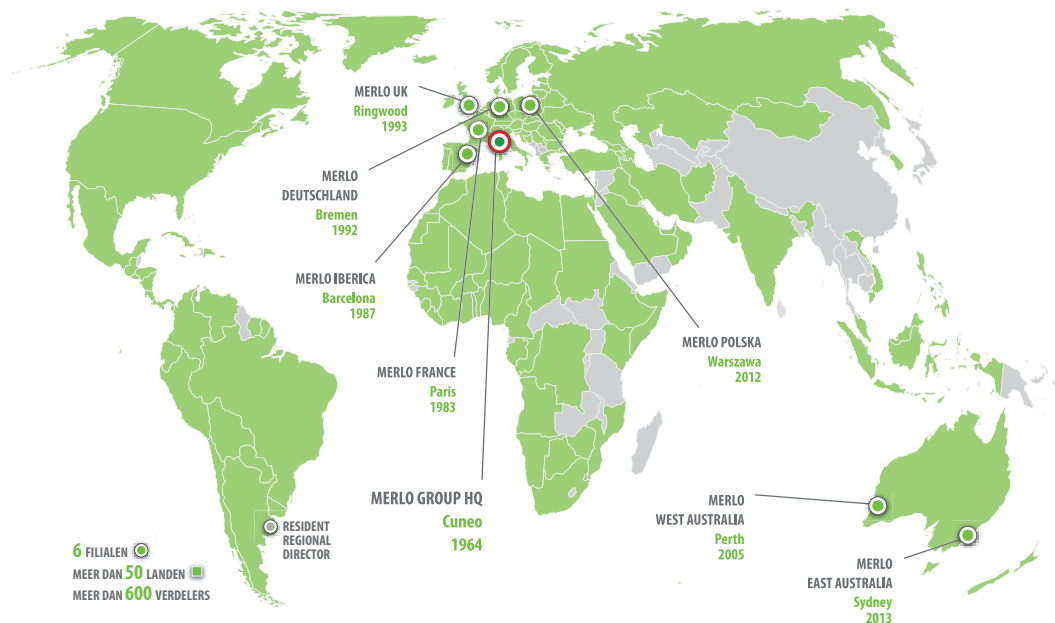 MERLO UK
Ringwood
1993
MERLO
DEUTSCHLAND
Bremen
1992
MERLO IBERICA
Barcelona
1987
MERLO FRANCE
Paris
1983
MERLO GROUP HQ
Cuneo
1964
MERLO POLSKA
Warszawa
2012
MERLO
WEST AUSTRALIA
Perth
2005
MERLO
EAST AUSTRALIA
Sydney
2013
RESIDENT
REGIONAL
DIRECTOR
6 FILIALEN
MEER DAN 50 LANDEN
MEER DAN 600 VERDELERS